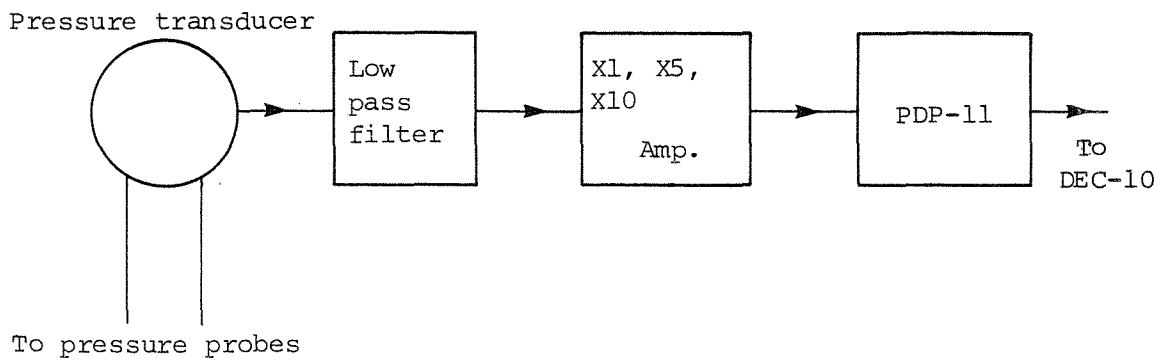 Pressure transducer
Low
pass
filter
X1, X5,
X10
Amp.
PDP-11
To
DEC-10
To pressure probes